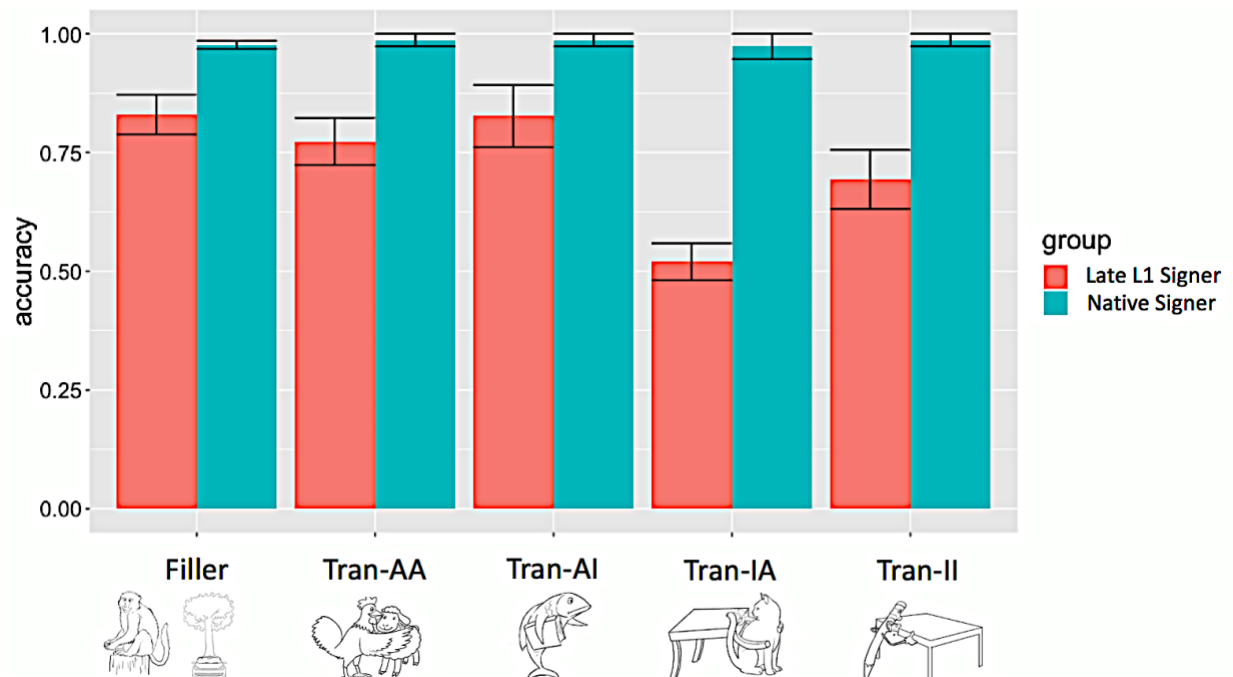 1.00
0.75
0.50
0.25
0.00
accuracy
group
Late L1 Signer
Native Signer
Filler Tran-AA Tran-AI Tran-IA Tran-II